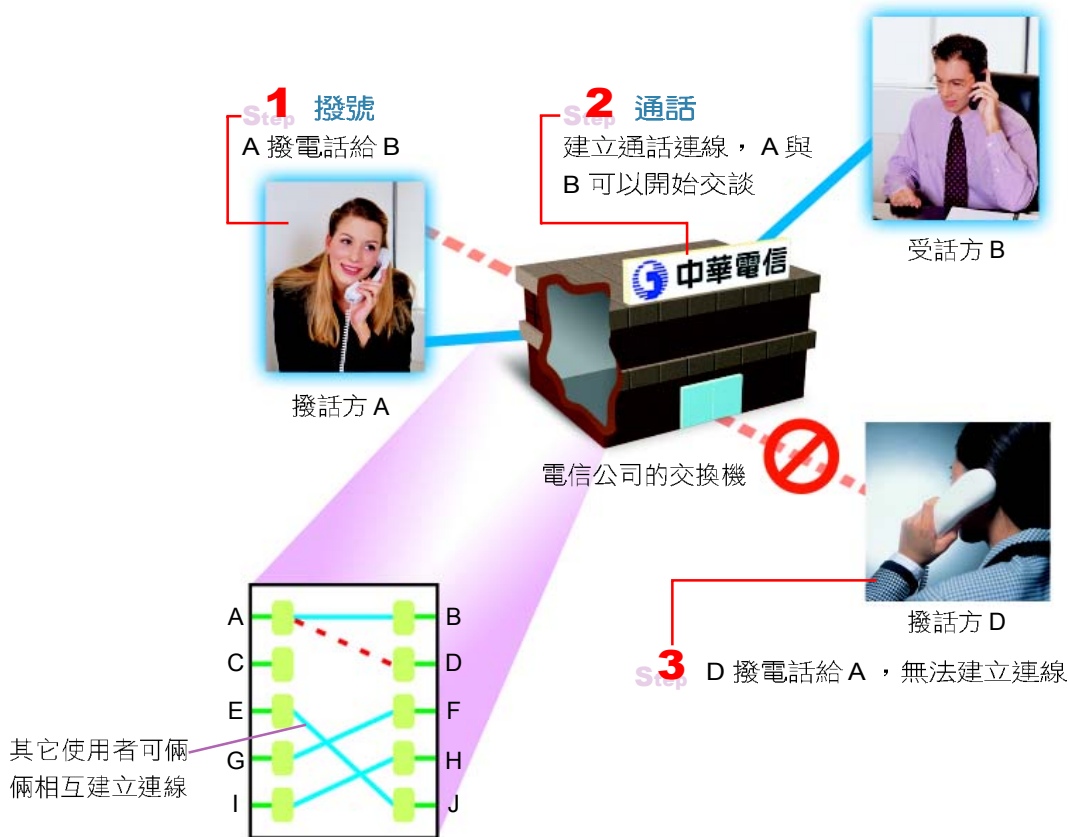 Step 1 撥號
A 撥電話給 B
撥話方 A
Step 2 通話
建立通話連線，A 與
B 可以開始交談
中華電信
受話方 B
電信公司的交換機
撥話方 D
Step 3 D 撥電話給 A ，無法建立連線
A B
C D
E F
G H
I J
其它使用者可倆
倆相互建立連線